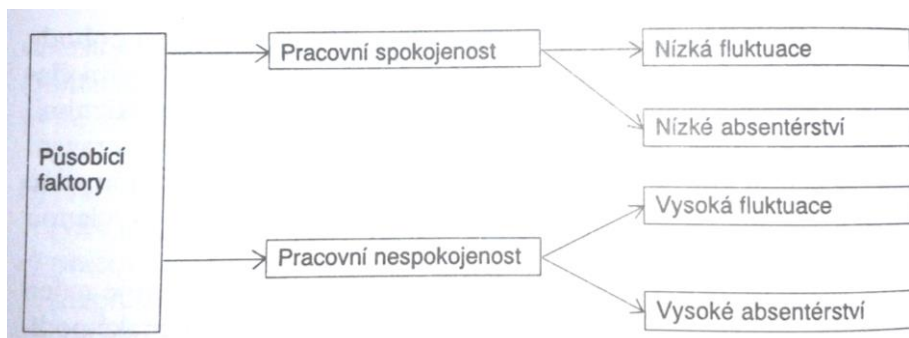 Působící
faktory
Pracovní spokojenost
Nízká fluktuace
Nízké absentérství
Pracovní nespokojenost
Vysoká fluktuace
Vysoké absentérství